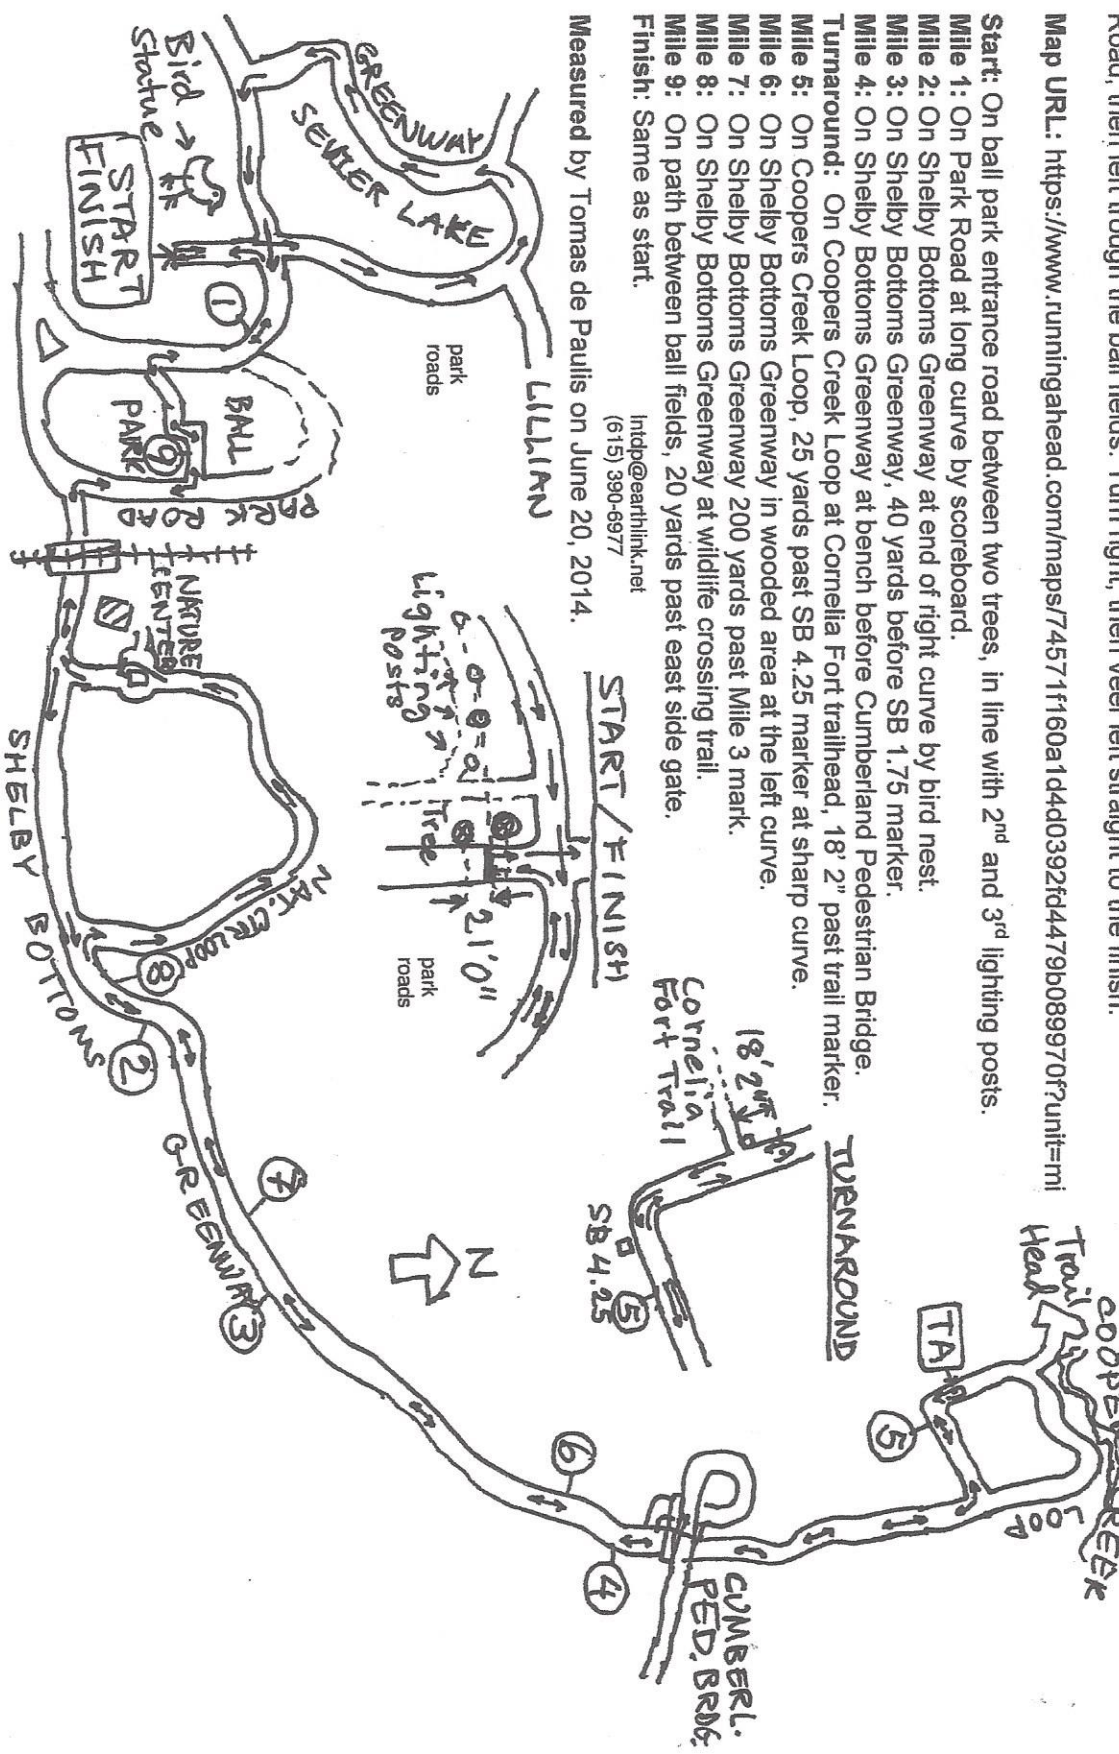 Road, then left through the ball fields. Turn right, then veer left straight to the finish.
Map URL: https://www.runningahead.com/maps/74571f160a1d4d0392fd4479b089970f?unit=mi
Start: On ball park entrance road between two trees, in line with 2nd and 3rd lighting posts.
Mile 1: On Park Road at long curve by scoreboard.
Mile 2: On Shelby Bottoms Greenway at end of right curve by bird nest.
Mile 3: On Shelby Bottoms Greenway, 40 yards before SB 1.75 marker.
Mile 4: On Shelby Bottoms Greenway at bench before Cumberland Pedestrian Bridge.
Turnaround: On Coopers Creek Loop at Cornelia Fort trailhead, 18' 2" past trail marker.
Mile 5: On Coopers Creek Loop, 25 yards past SB 4.25 marker at sharp curve.
Mile 6: On Shelby Bottoms Greenway in wooded area at the left curve.
Mile 7: On Shelby Bottoms Greenway 200 yards past Mile 3 mark.
Mile 8: On Shelby Bottoms Greenway at wildlife crossing trail.
Mile 9: On path between ball fields, 20 yards past east side gate.
Finish: Same as start.
Measured by Tomas de Paulis on June 20, 2014.
intdp@earthlink.net
(615) 390-6977
GREENWAY
SEVIER LAKE
LILLIAN
park
roads
Bird
Statue
START
FINISH
1
BALL
PARK
9
PARK ROAD
NATURE
CENTER
NAT. CTR LOOP
SHELBY BOTTOMS
GREENWAY
8
2
7
3
6
4
START/FINISH
Lighting
posts
Tree
21'0"
park
roads
TURNAROUND
18'2"
Cornelia
Fort Trail
SB 4.25
5
N
CUMBERL.
PED. BRDG.
TA
5
Trail
Head
COOPERS CREEK
LOOP